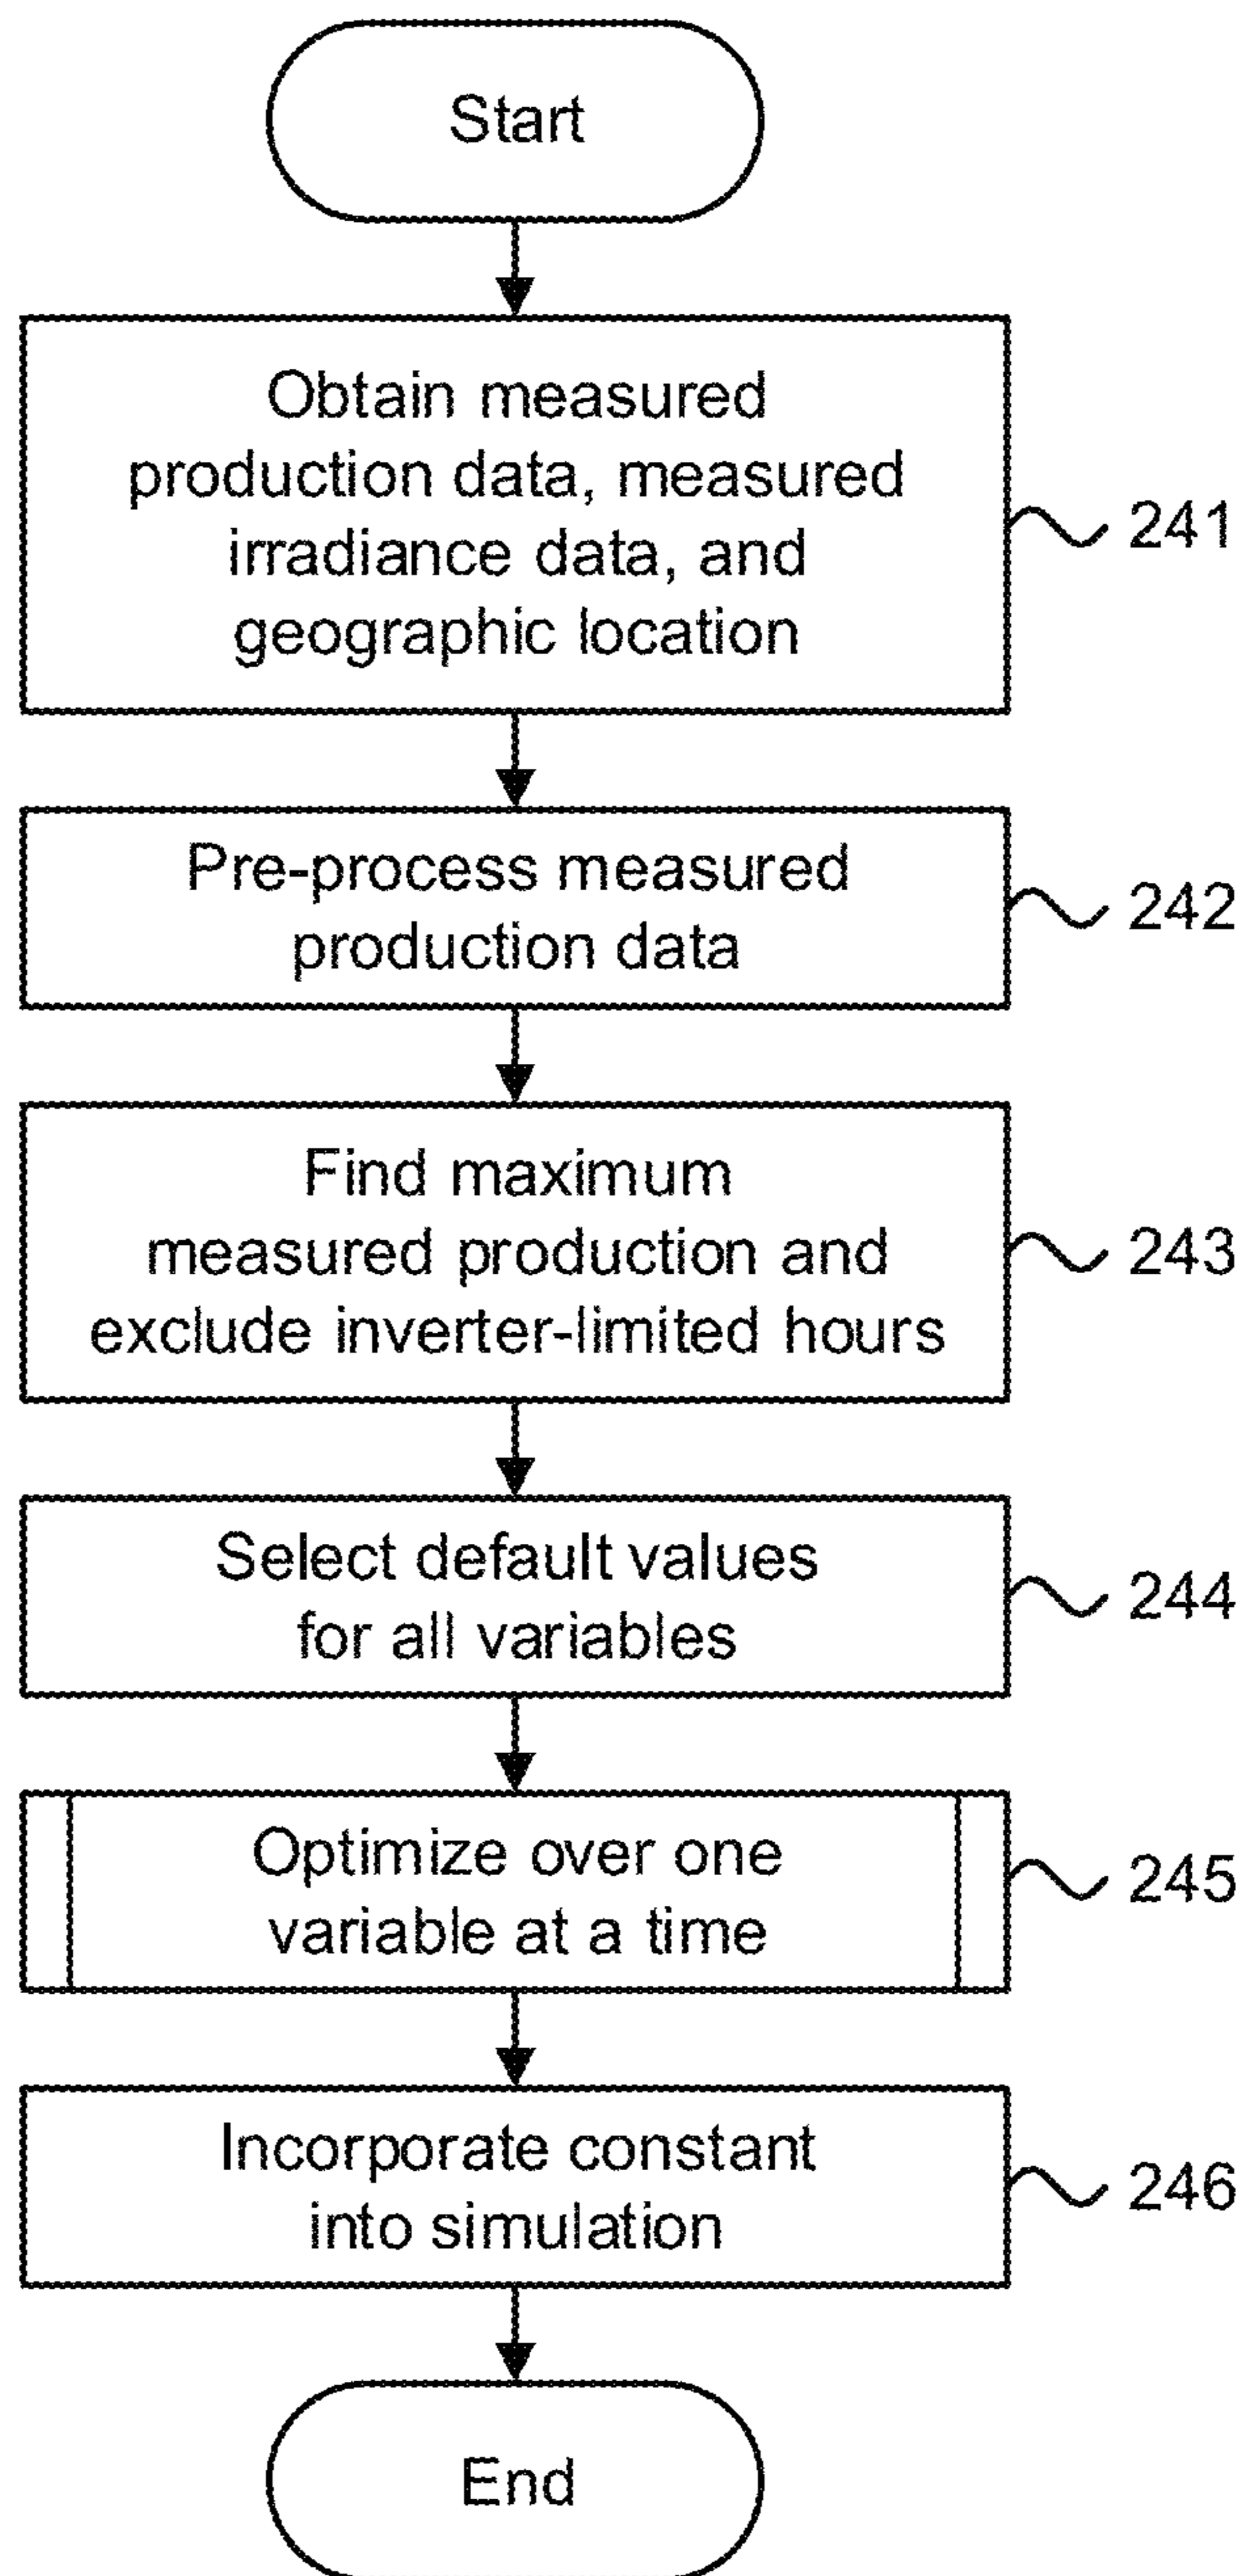 Start
Obtain measured
production data, measured
irradiance data, and
geographic location
241
Pre-process measured
production data
242
Find maximum
measured production and
exclude inverter-limited hours
243
Select default values
for all variables
244
Optimize over one
variable at a time
245
Incorporate constant
into simulation
246
End